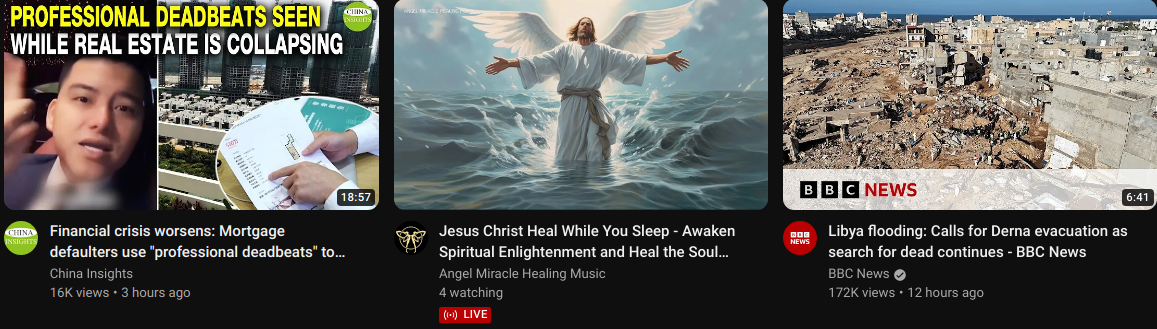 PROFESSIONAL DEADBEATS SEEN
WHILE REAL ESTATE IS COLLAPSING
CHINA
INSIGHTS
18:57
CHINA
INSIGHTS
Financial crisis worsens: Mortgage
defaulters use "professional deadbeats" to...
China Insights
16K views • 3 hours ago
ANGEL MIRACLE HEALING
Jesus Christ Heal While You Sleep - Awaken
Spiritual Enlightenment and Heal the Soul...
Angel Miracle Healing Music
4 watching
LIVE
BBC NEWS
6:41
BBC
NEWS
Libya flooding: Calls for Derna evacuation as
search for dead continues - BBC News
BBC News
172K views • 12 hours ago